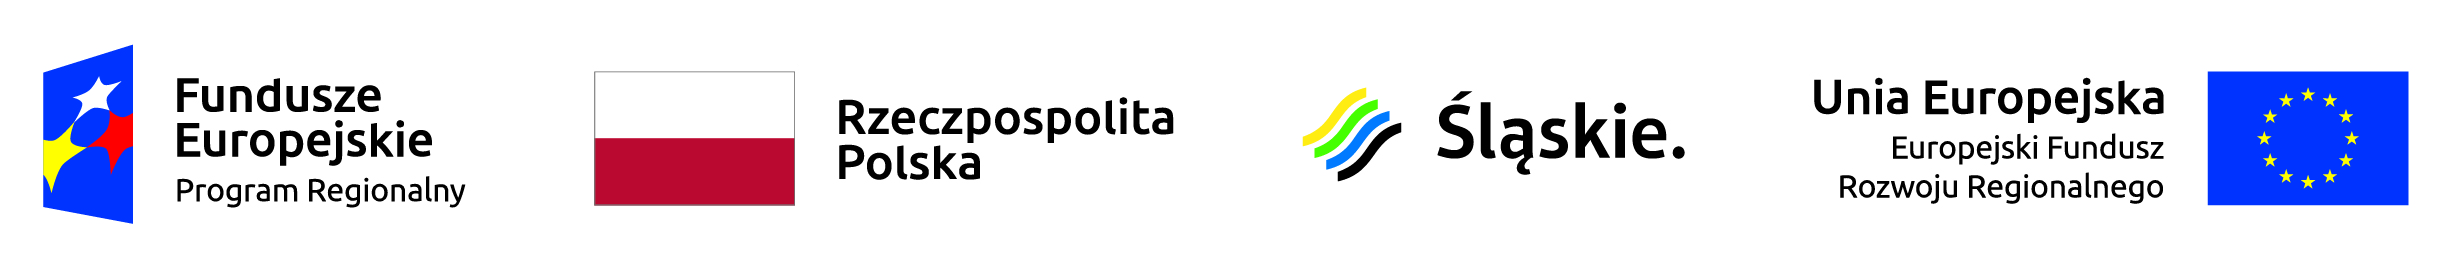 Fundusze
Europejskie
Program Regionalny
Rzeczpospolita
Polska
Śląskie.
Unia Europejska
Europejski Fundusz
Rozwoju Regionalnego